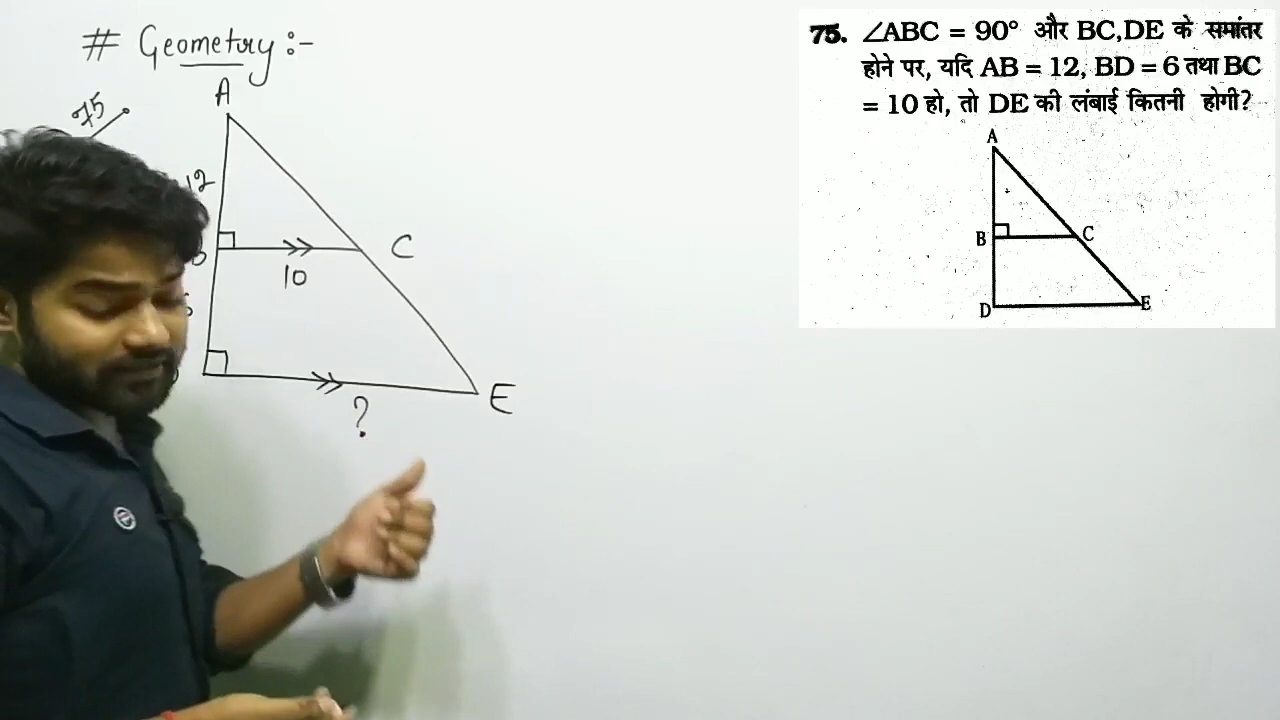 # Geometry :-
75
A
12
10
C
E
?
75. ∠ABC = 90° और BC,DE के समांतर
होने पर, यदि AB = 12, BD = 6 तथा BC
= 10 हो, तो DE की लंबाई कितनी होगी?
A
B
C
D
E